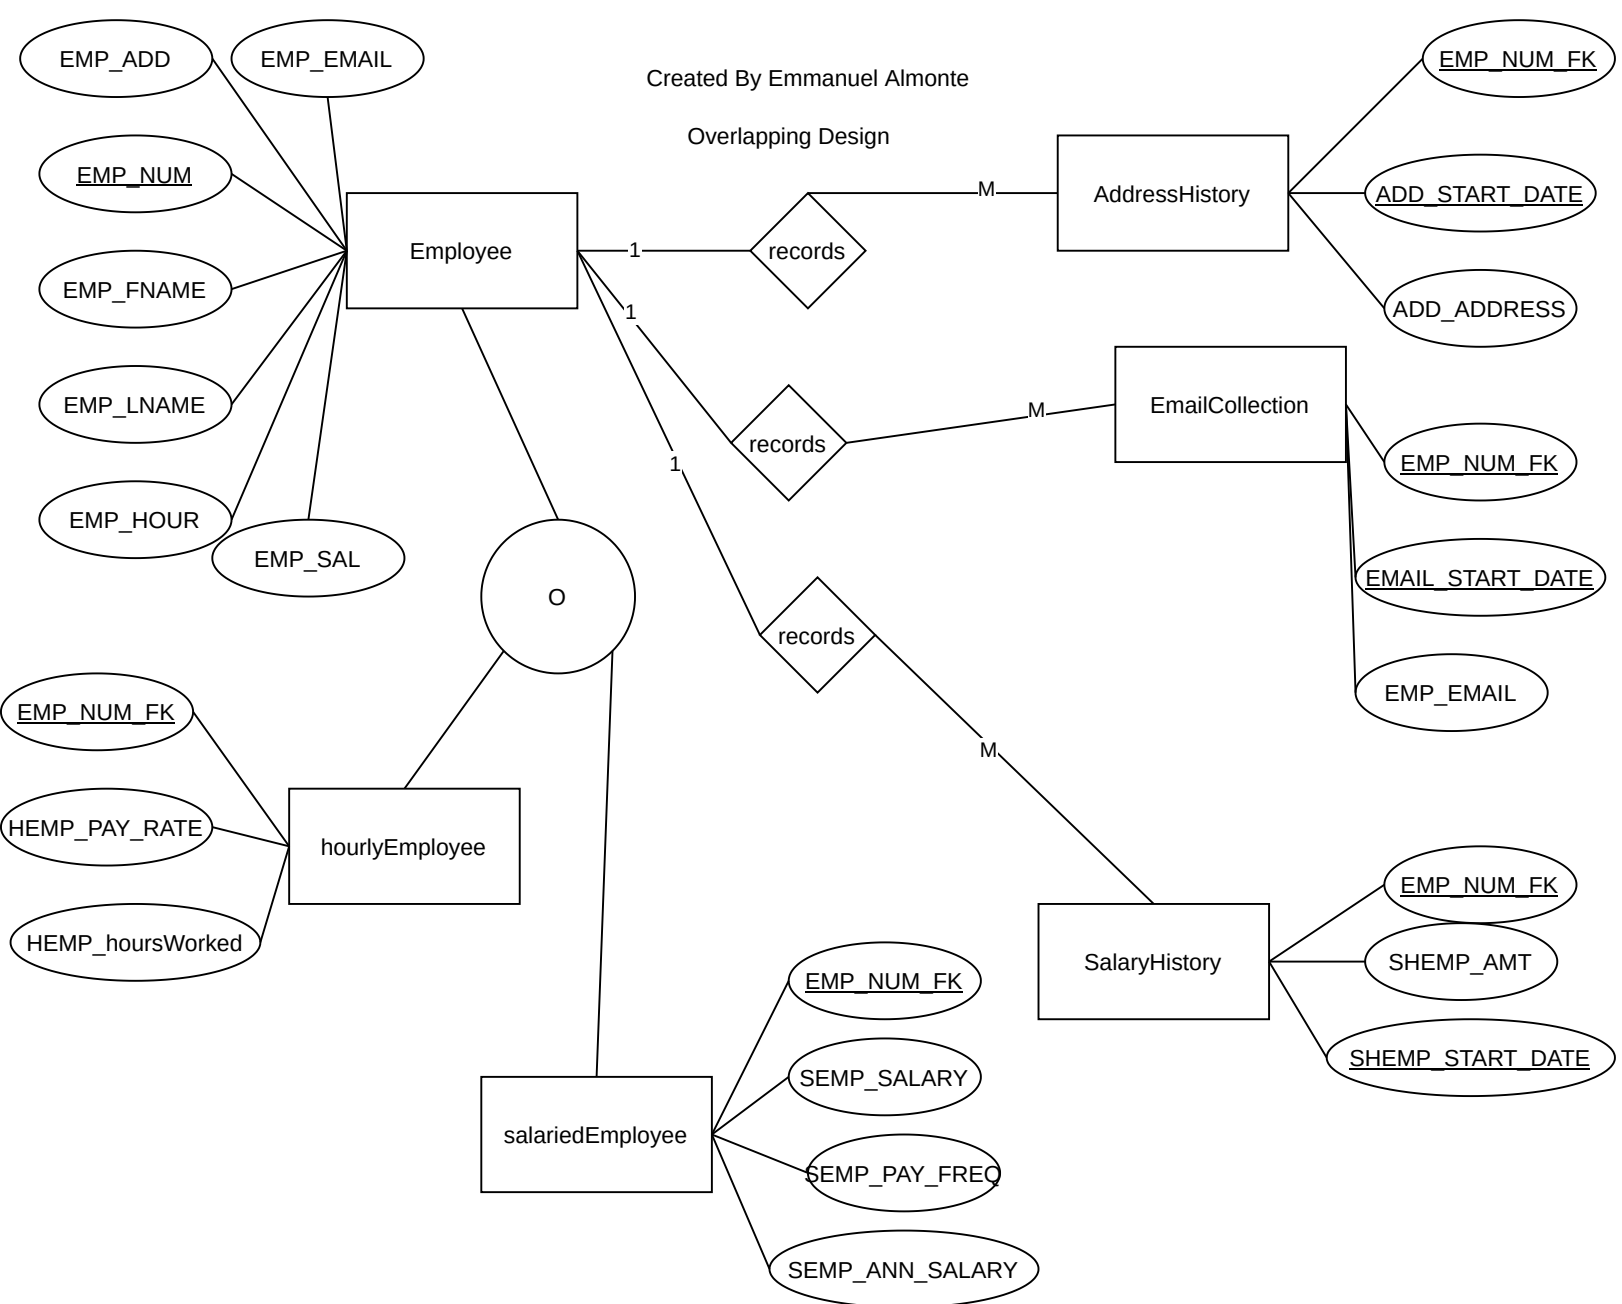 EMP_ADD
EMP_EMAIL
Created By Emmanuel Almonte
EMP_NUM_FK
Overlapping Design
EMP_NUM
AddressHistory
ADD_START_DATE
Employee
1
M
records
EMP_FNAME
ADD_ADDRESS
1
EMP_LNAME
M
EmailCollection
records
1
EMP_NUM_FK
EMP_HOUR
EMP_SAL
EMAIL_START_DATE
O
records
EMP_EMAIL
EMP_NUM_FK
M
HEMP_PAY_RATE
hourlyEmployee
EMP_NUM_FK
HEMP_hoursWorked
SalaryHistory
SHEMP_AMT
EMP_NUM_FK
SHEMP_START_DATE
SEMP_SALARY
salariedEmployee
SEMP_PAY_FREQ
SEMP_ANN_SALARY